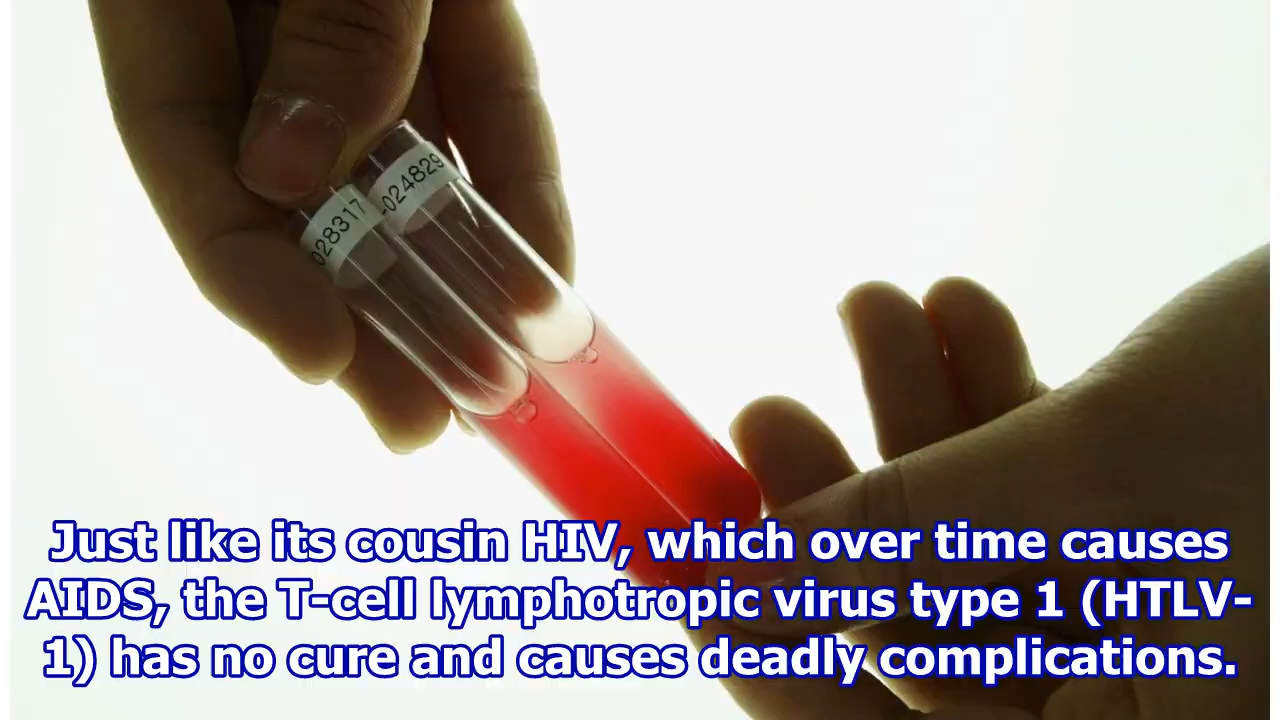 028317
-024829
Just like its cousin HIV, which over time causes
AIDS, the T-cell lymphotropic virus type 1 (HTLV-
1) has no cure and causes deadly complications.